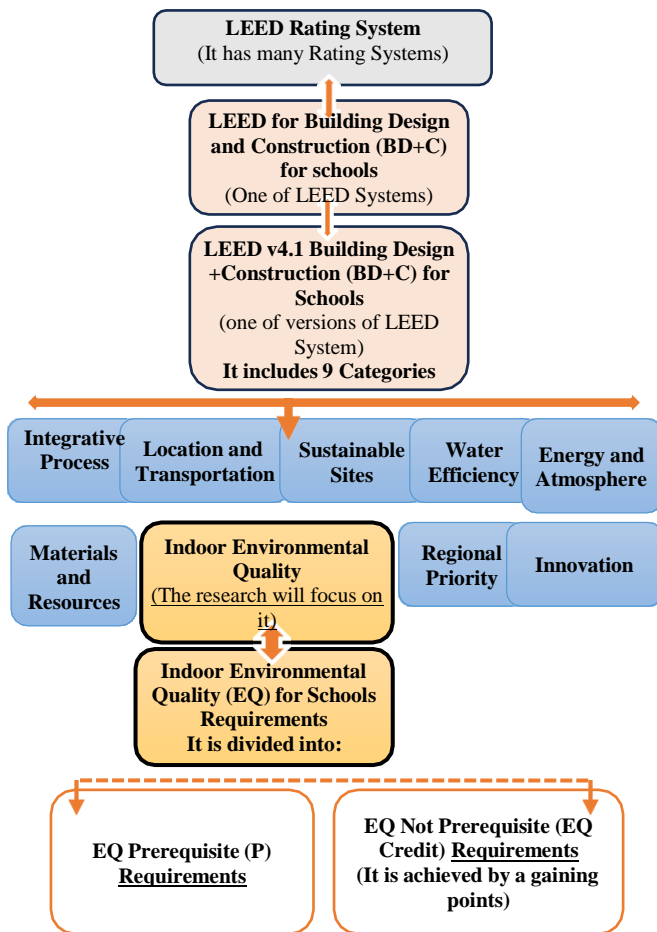 LEED Rating System
(It has many Rating Systems)
LEED for Building Design
and Construction (BD+C)
for schools
(One of LEED Systems)
LEED v4.1 Building Design
+Construction (BD+C) for
Schools
(one of versions of LEED
System)
It includes 9 Categories
Integrative
Process
Location and
Transportation
Sustainable
Sites
Water
Efficiency
Energy and
Atmosphere
Materials
and
Resources
Indoor Environmental
Quality
(The research will focus on
it)
Regional
Priority
Innovation
Indoor Environmental
Quality (EQ) for Schools
Requirements
It is divided into:
EQ Prerequisite (P)
Requirements
EQ Not Prerequisite (EQ
Credit) Requirements
(It is achieved by a gaining
points)